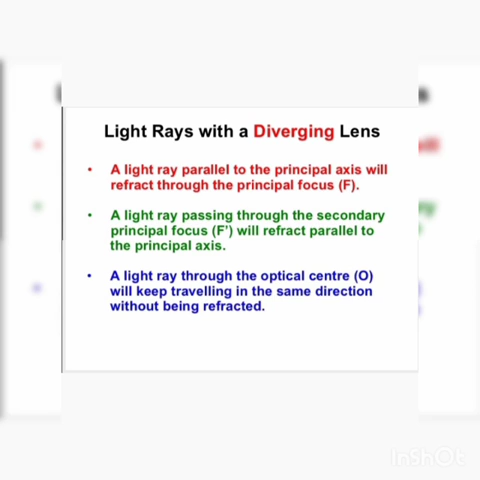 Light Rays with a Diverging Lens
• A light ray parallel to the principal axis will
refract through the principal focus (F).
• A light ray passing through the secondary
principal focus (F') will refract parallel to
the principal axis.
• A light ray through the optical centre (O)
will keep travelling in the same direction
without being refracted.
InShOt